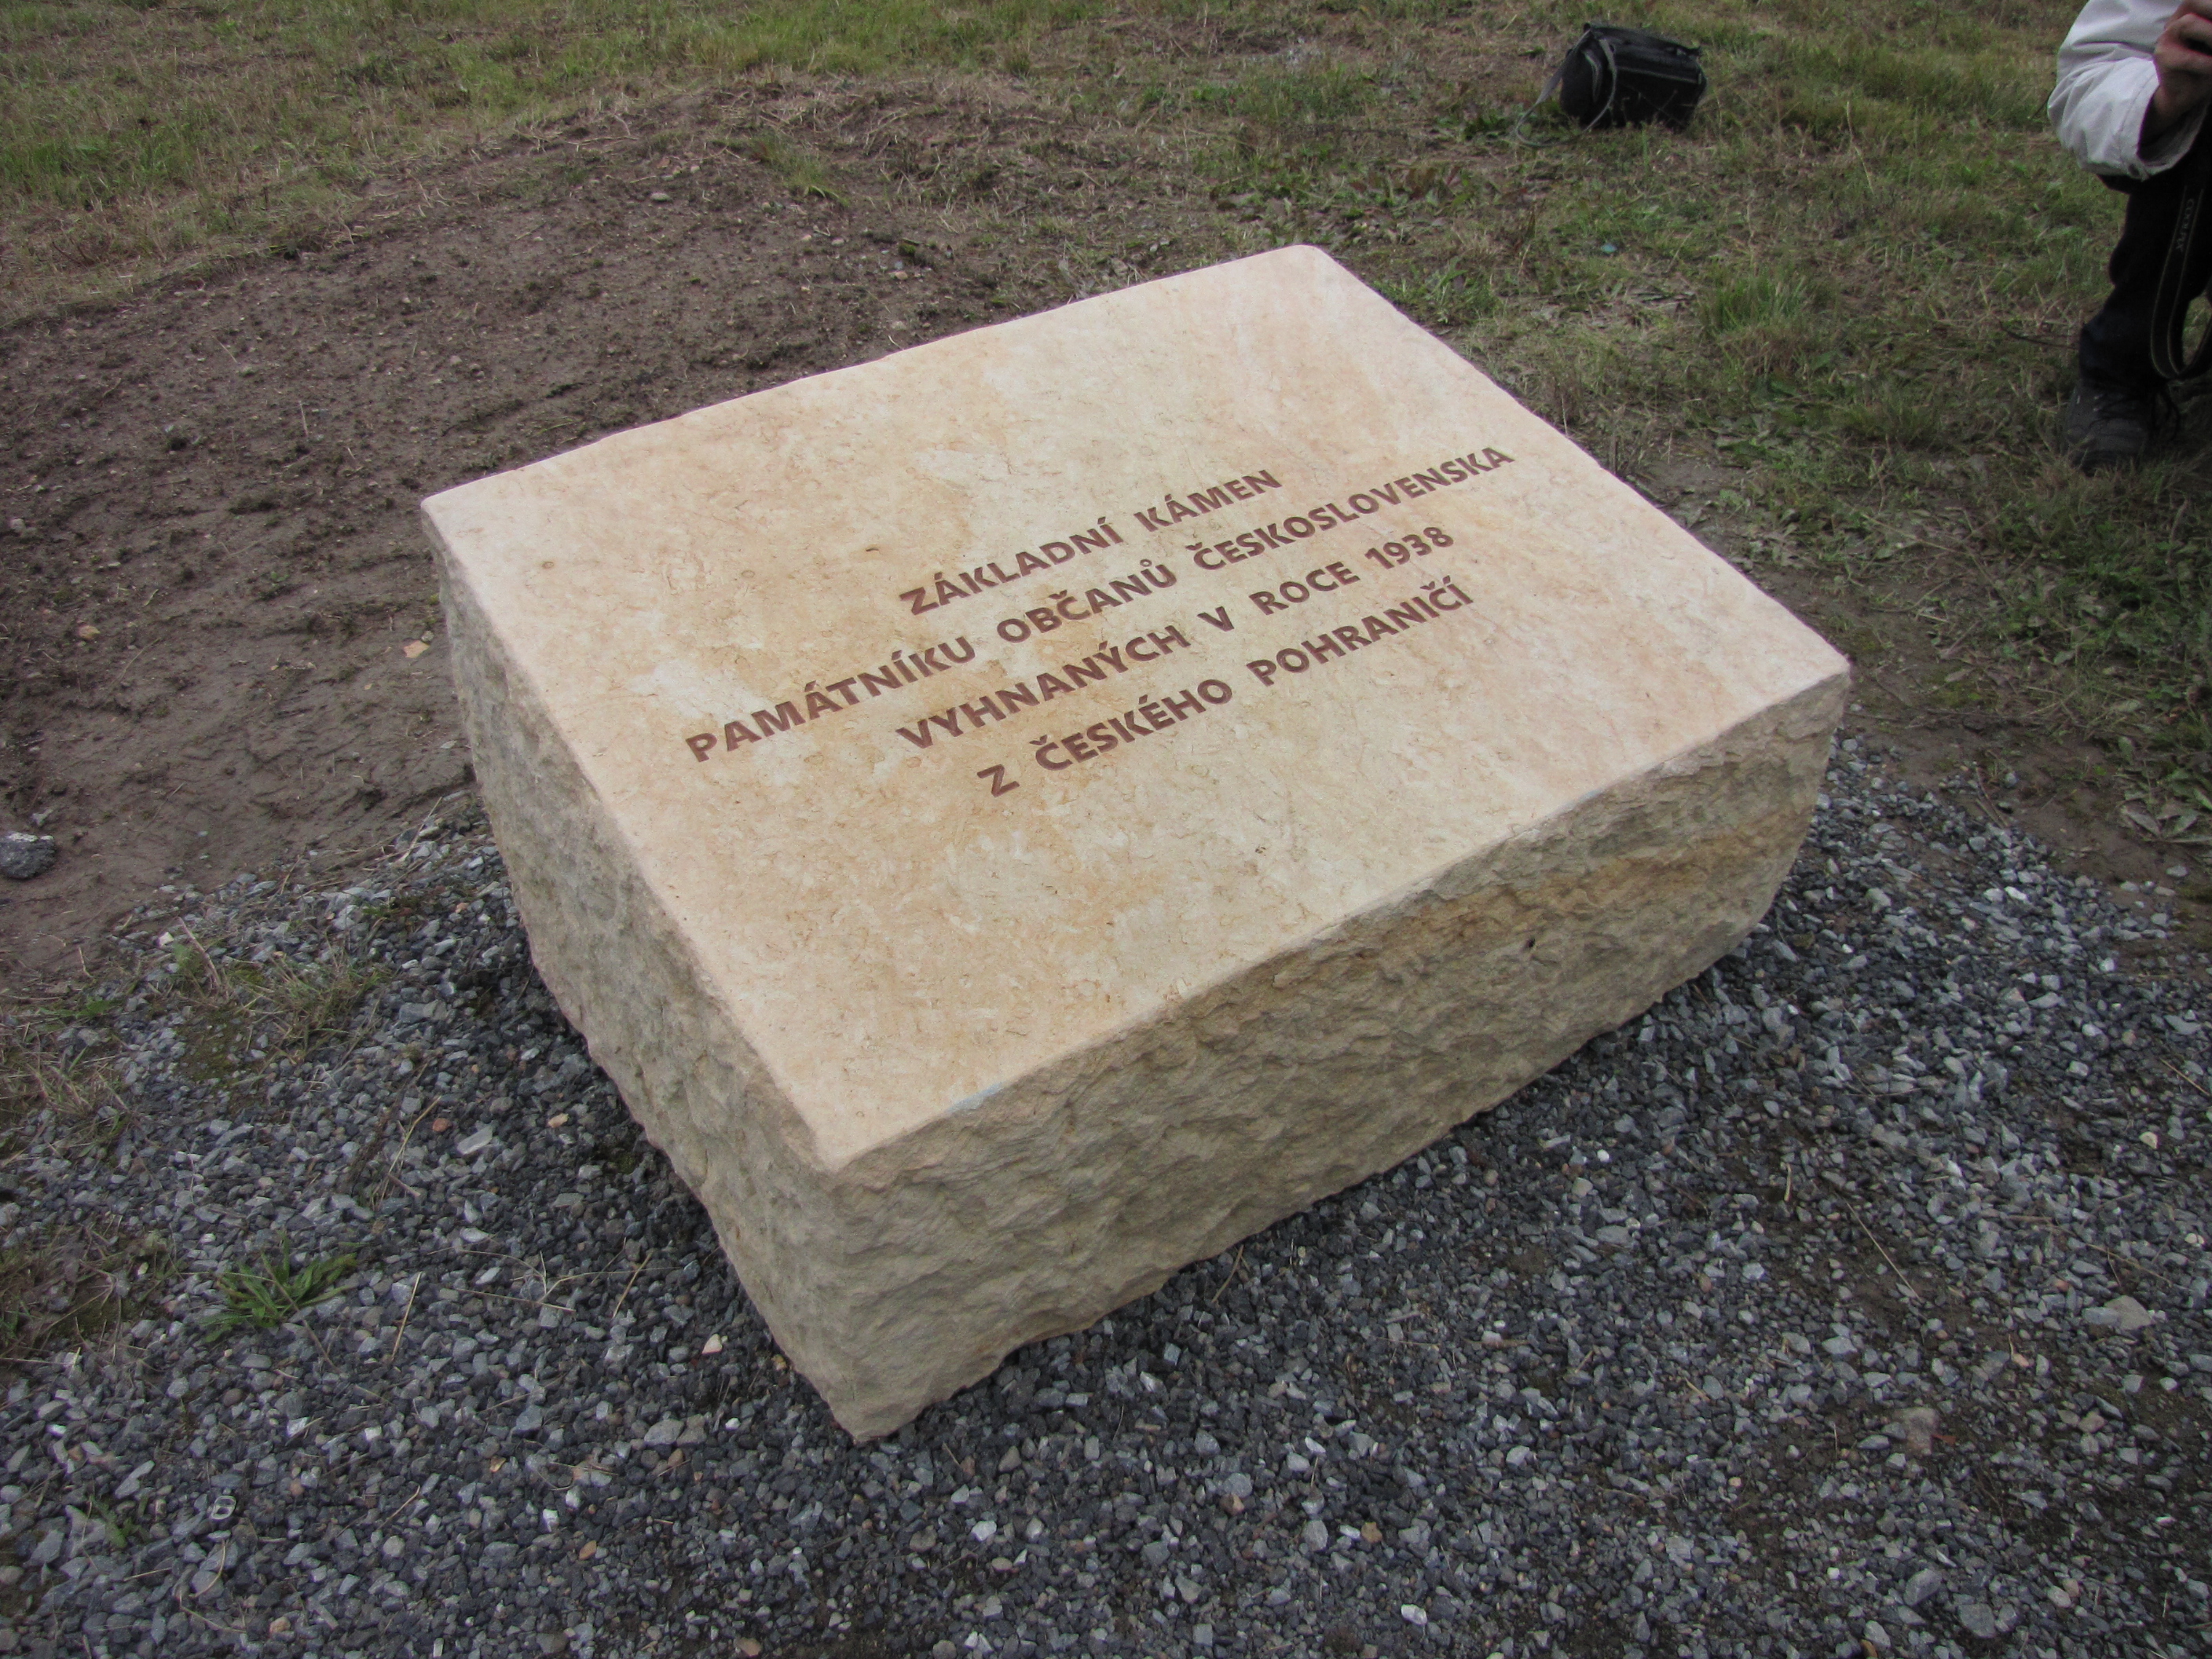 ZÁKLADNÍ KÁMEN
PAMÁTNÍKU OBČANŮ ČESKOSLOVENSKA
VYHNANÝCH V ROCE 1938
Z ČESKÉHO POHRANIČÍ